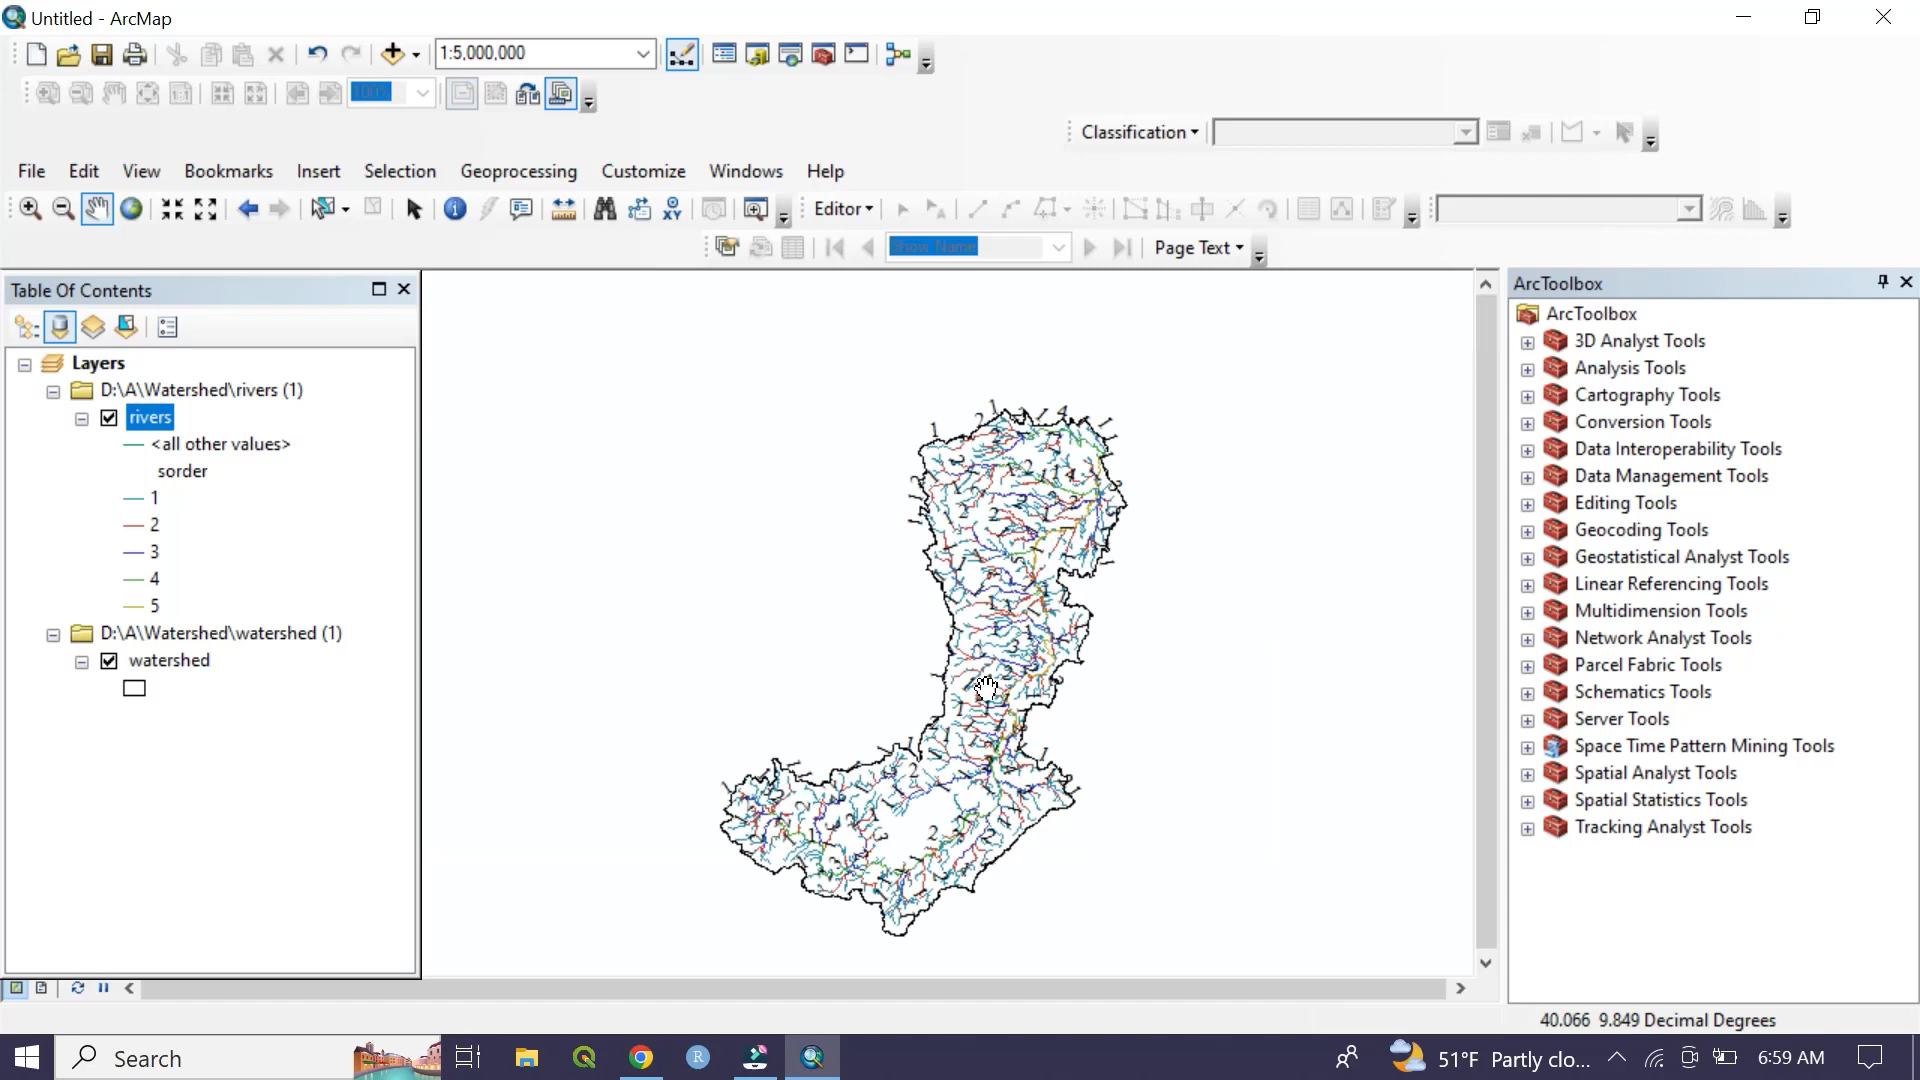 Untitled - ArcMap
1:5,000,000
100%
Classification
File Edit View Bookmarks Insert Selection Geoprocessing Customize Windows Help
Editor
Show Name
Page Text
Table Of Contents
Layers
D:\A\Watershed\rivers (1)
rivers
<all other values>
sorder
1
2
3
4
5
D:\A\Watershed\watershed (1)
watershed
ArcToolbox
ArcToolbox
3D Analyst Tools
Analysis Tools
Cartography Tools
Conversion Tools
Data Interoperability Tools
Data Management Tools
Editing Tools
Geocoding Tools
Geostatistical Analyst Tools
Linear Referencing Tools
Multidimension Tools
Network Analyst Tools
Parcel Fabric Tools
Schematics Tools
Server Tools
Space Time Pattern Mining Tools
Spatial Analyst Tools
Spatial Statistics Tools
Tracking Analyst Tools
40.066 9.849 Decimal Degrees
Search
51°F Partly clo...
6:59 AM